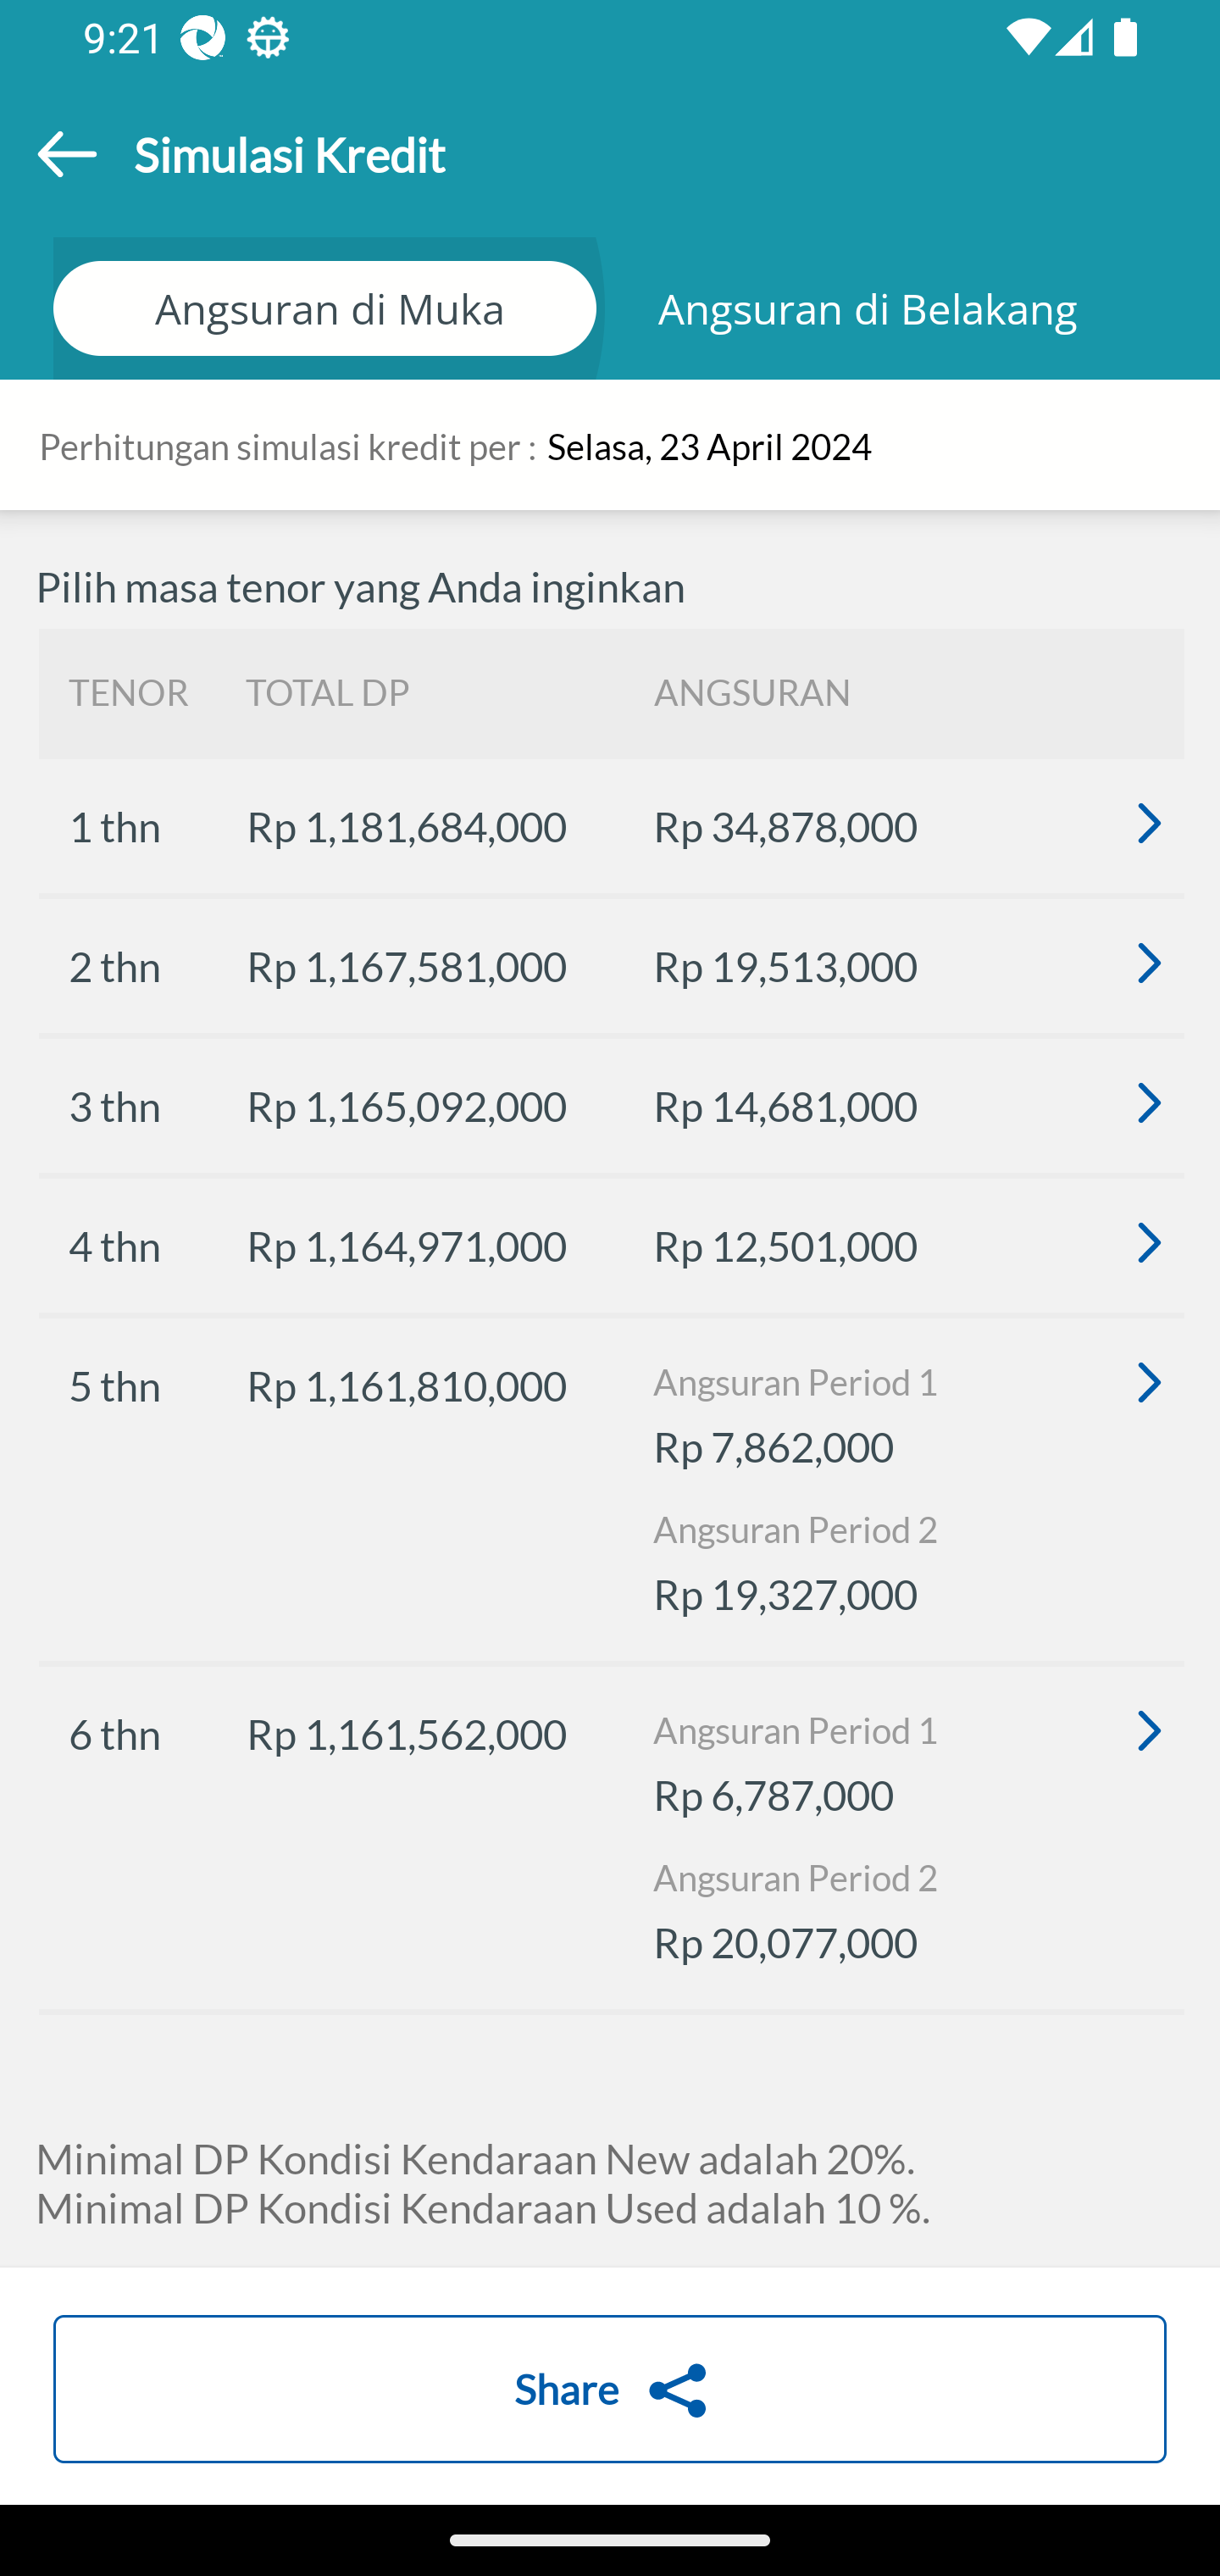 9:21
Simulasi Kredit
Angsuran di Muka
Angsuran di Belakang
Perhitungan simulasi kredit per : Selasa, 23 April 2024
Pilih masa tenor yang Anda inginkan
TENOR TOTAL DP ANGSURAN
1 thn Rp 1,181,684,000 Rp 34,878,000
2 thn Rp 1,167,581,000 Rp 19,513,000
3 thn Rp 1,165,092,000 Rp 14,681,000
4 thn Rp 1,164,971,000 Rp 12,501,000
5 thn Rp 1,161,810,000 Angsuran Period 1
Rp 7,862,000
Angsuran Period 2
Rp 19,327,000
6 thn Rp 1,161,562,000 Angsuran Period 1
Rp 6,787,000
Angsuran Period 2
Rp 20,077,000
Minimal DP Kondisi Kendaraan New adalah 20%.
Minimal DP Kondisi Kendaraan Used adalah 10 %.
Share